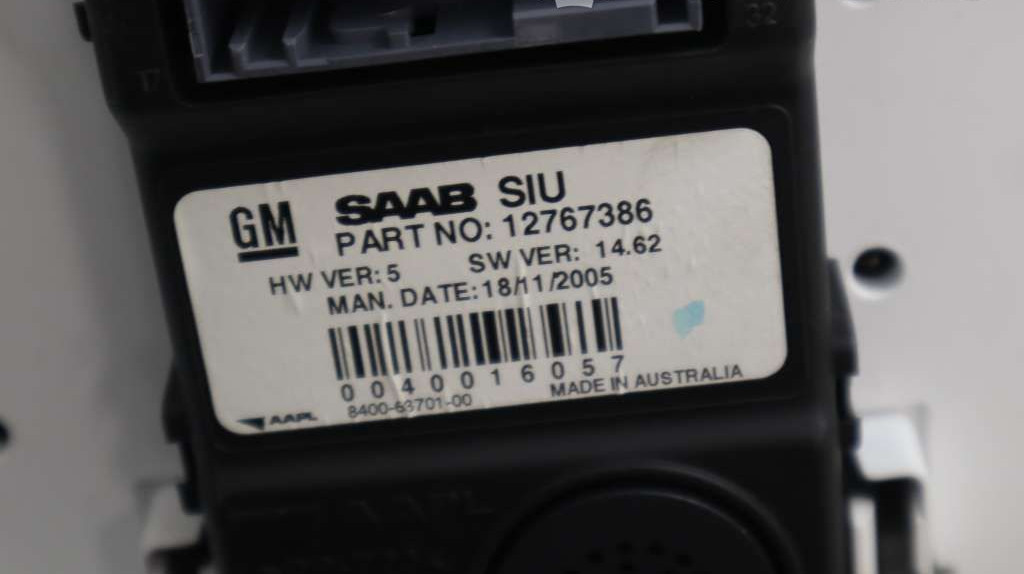 32
GM SAAB SIU
PART NO: 12767386
HW VER: 5 SW VER: 14.62
MAN. DATE: 18/11/2005
0040016057
AAPL 8400-63701-00 MADE IN AUSTRALIA